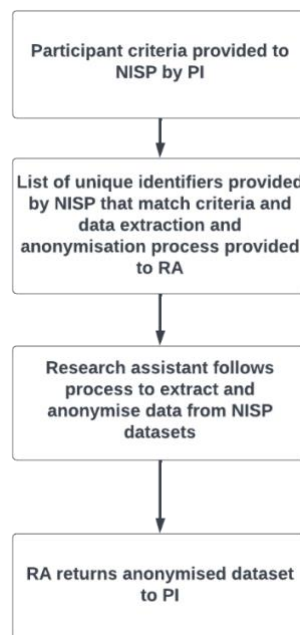 Participant criteria provided to
NISP by PI
List of unique identifiers provided
by NISP that match criteria and
data extraction and
anonymisation process provided
to RA
Research assistant follows
process to extract and
anonymise data from NISP
datasets
RA returns anonymised dataset
to PI